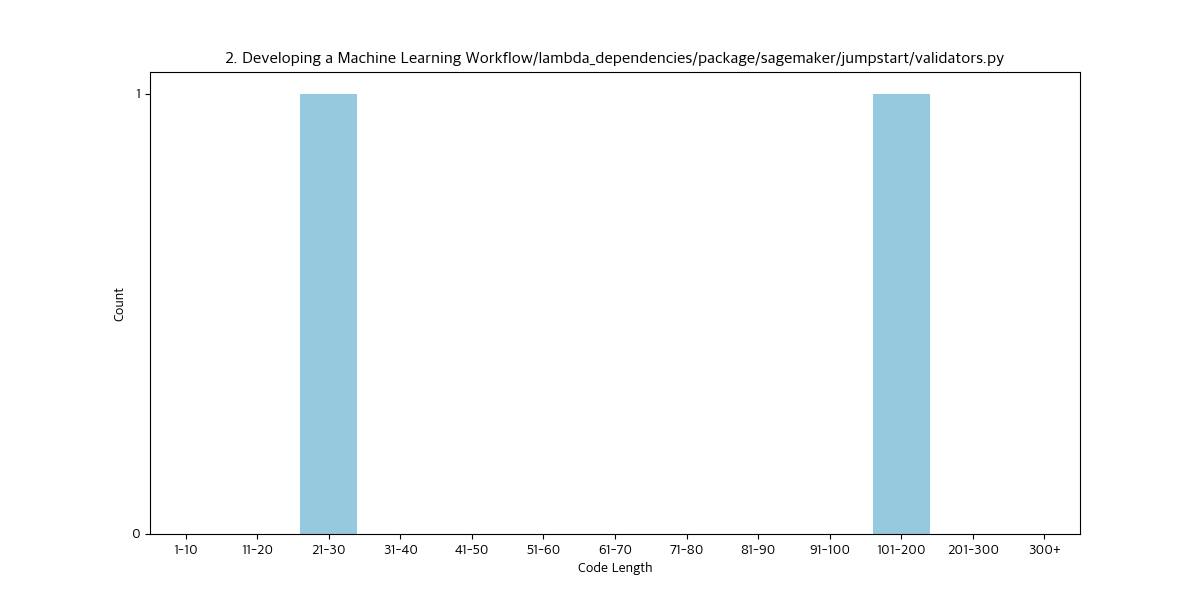 2. Developing a Machine Learning Workflow/lambda_dependencies/package/sagemaker/jumpstart/validators.py
1
Count
0
1-10 11-20 21-30 31-40 41-50 51-60 61-70 71-80 81-90 91-100 101-200 201-300 300+
Code Length